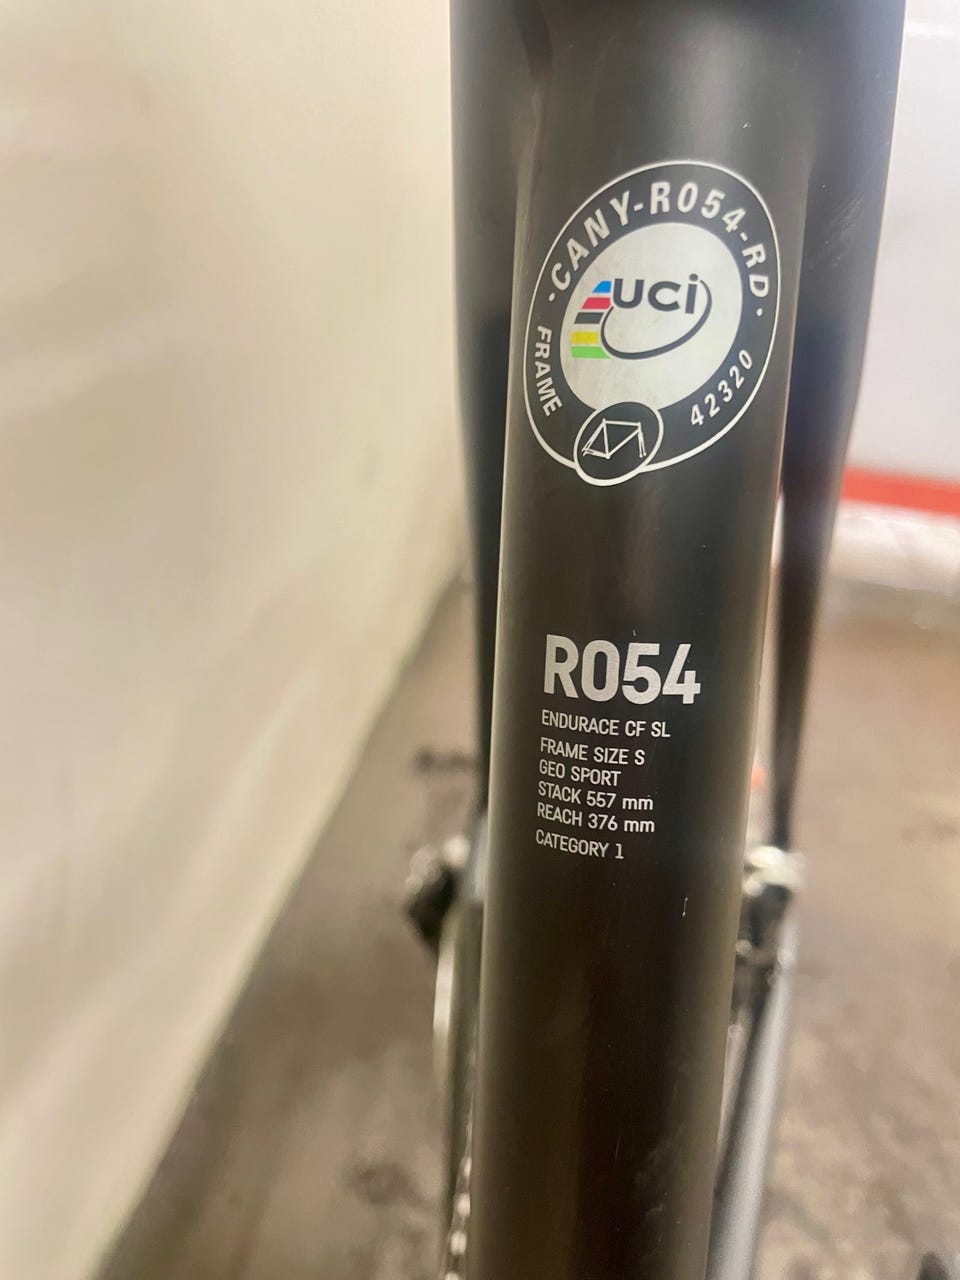 ·CANY-R054-RD·
UCi
FRAME
42320
R054
ENDURACE CF SL
FRAME SIZE S
GEO SPORT
STACK 557 mm
REACH 376 mm
CATEGORY 1